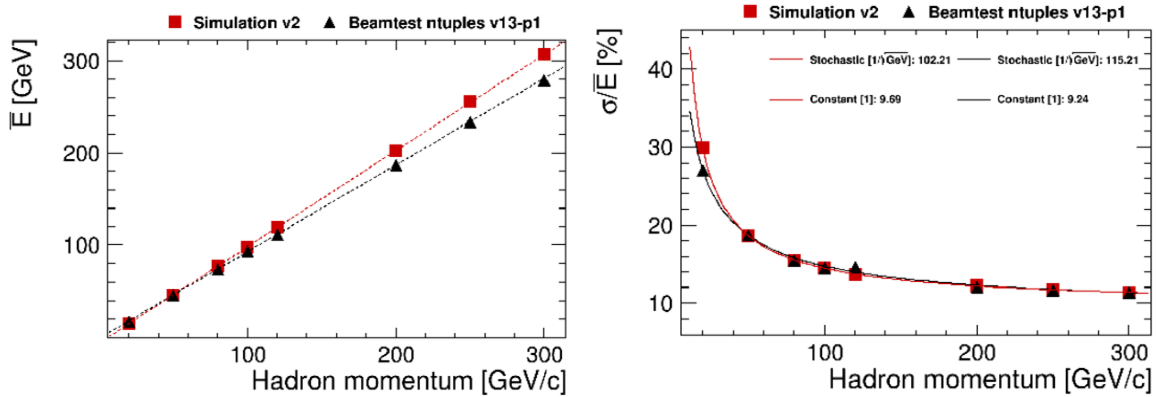 Simulation v2 Beamtest ntuples v13-p1
E [GeV]
300
200
100
100 200 300
Hadron momentum [GeV/c]
Simulation v2 Beamtest ntuples v13-p1
σ/E [%]
Stochastic [1/√GeV]: 102.21 Stochastic [1/√GeV]: 115.21
Constant [1]: 9.69 Constant [1]: 9.24
40
30
20
10
100 200 300
Hadron momentum [GeV/c]